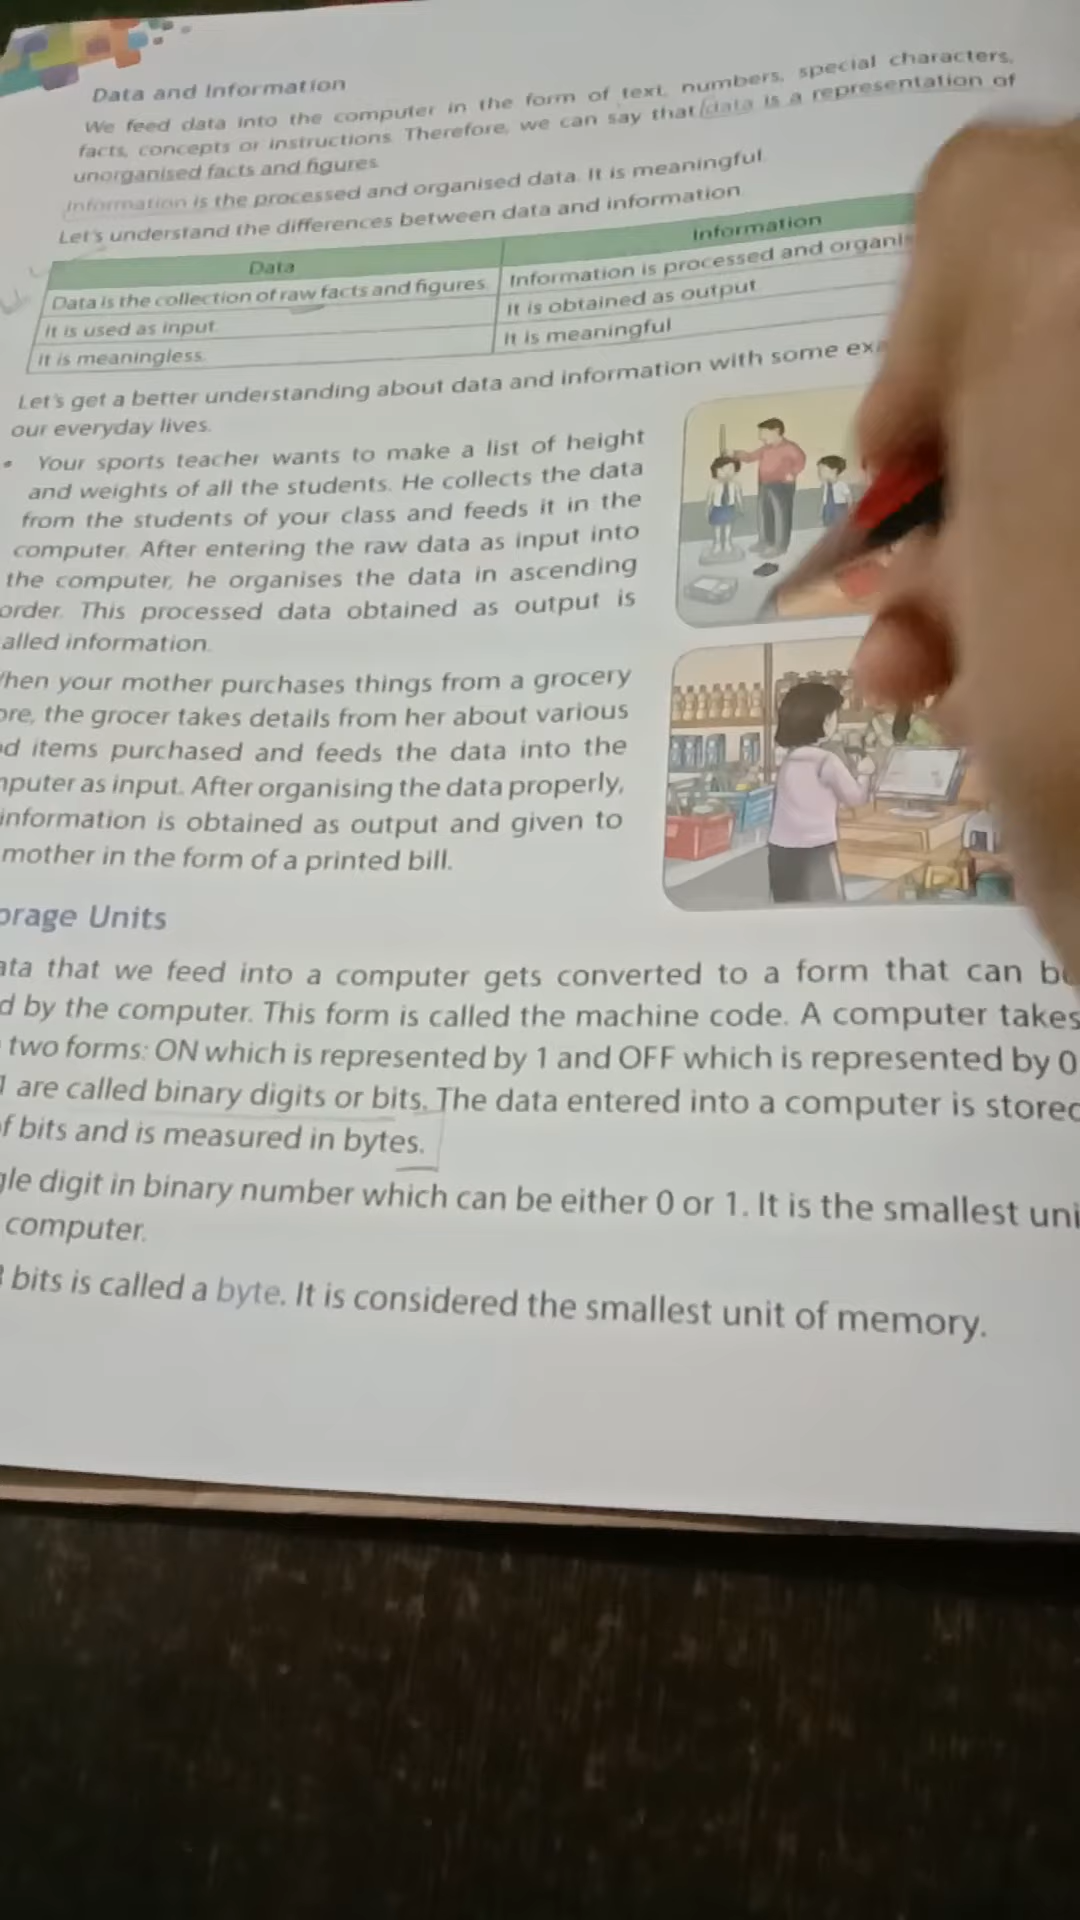 Data and Information
We feed data into the computer in the form of text, numbers, special characters,
facts, concepts or instructions. Therefore, we can say that data is a representation of
unorganised facts and figures.
Information is the processed and organised data. It is meaningful.
Let's understand the differences between data and information.
Data Information
Data is the collection of raw facts and figures. Information is processed and organis
It is used as input. It is obtained as output.
It is meaningless. It is meaningful.
Let's get a better understanding about data and information with some exa
our everyday lives.
• Your sports teacher wants to make a list of height
and weights of all the students. He collects the data
from the students of your class and feeds it in the
computer. After entering the raw data as input into
the computer, he organises the data in ascending
order. This processed data obtained as output is
alled information.
hen your mother purchases things from a grocery
ore, the grocer takes details from her about various
d items purchased and feeds the data into the
puter as input. After organising the data properly,
information is obtained as output and given to
mother in the form of a printed bill.
orage Units
ata that we feed into a computer gets converted to a form that can be
d by the computer. This form is called the machine code. A computer takes
two forms: ON which is represented by 1 and OFF which is represented by 0
1 are called binary digits or bits. The data entered into a computer is stored
f bits and is measured in bytes.
gle digit in binary number which can be either 0 or 1. It is the smallest uni
computer.
bits is called a byte. It is considered the smallest unit of memory.